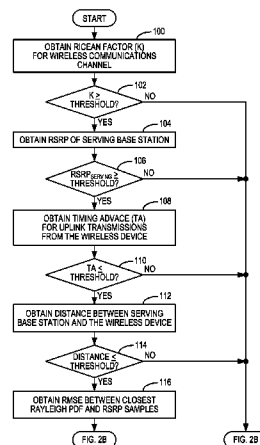 START
100
OBTAIN RICEAN FACTOR (K)
FOR WIRELESS COMMUNICATIONS
CHANNEL
102
K ≥
THRESHOLD?
NO
YES
104
OBTAIN RSRP OF SERVING BASE STATION
106
RSRPSERVING ≥
THRESHOLD?
NO
YES
108
OBTAIN TIMING ADVACE (TA)
FOR UPLINK TRANSMISSIONS
FROM THE WIRELESS DEVICE
110
TA ≤
THRESHOLD?
NO
YES
112
OBTAIN DISTANCE BETWEEN SERVING
BASE STATION AND THE WIRELESS DEVICE
114
DISTANCE ≤
THRESHOLD?
NO
YES
116
OBTAIN RMSE BETWEEN CLOSEST
RAYLEIGH PDF AND RSRP SAMPLES
FIG. 2B
FIG. 2B